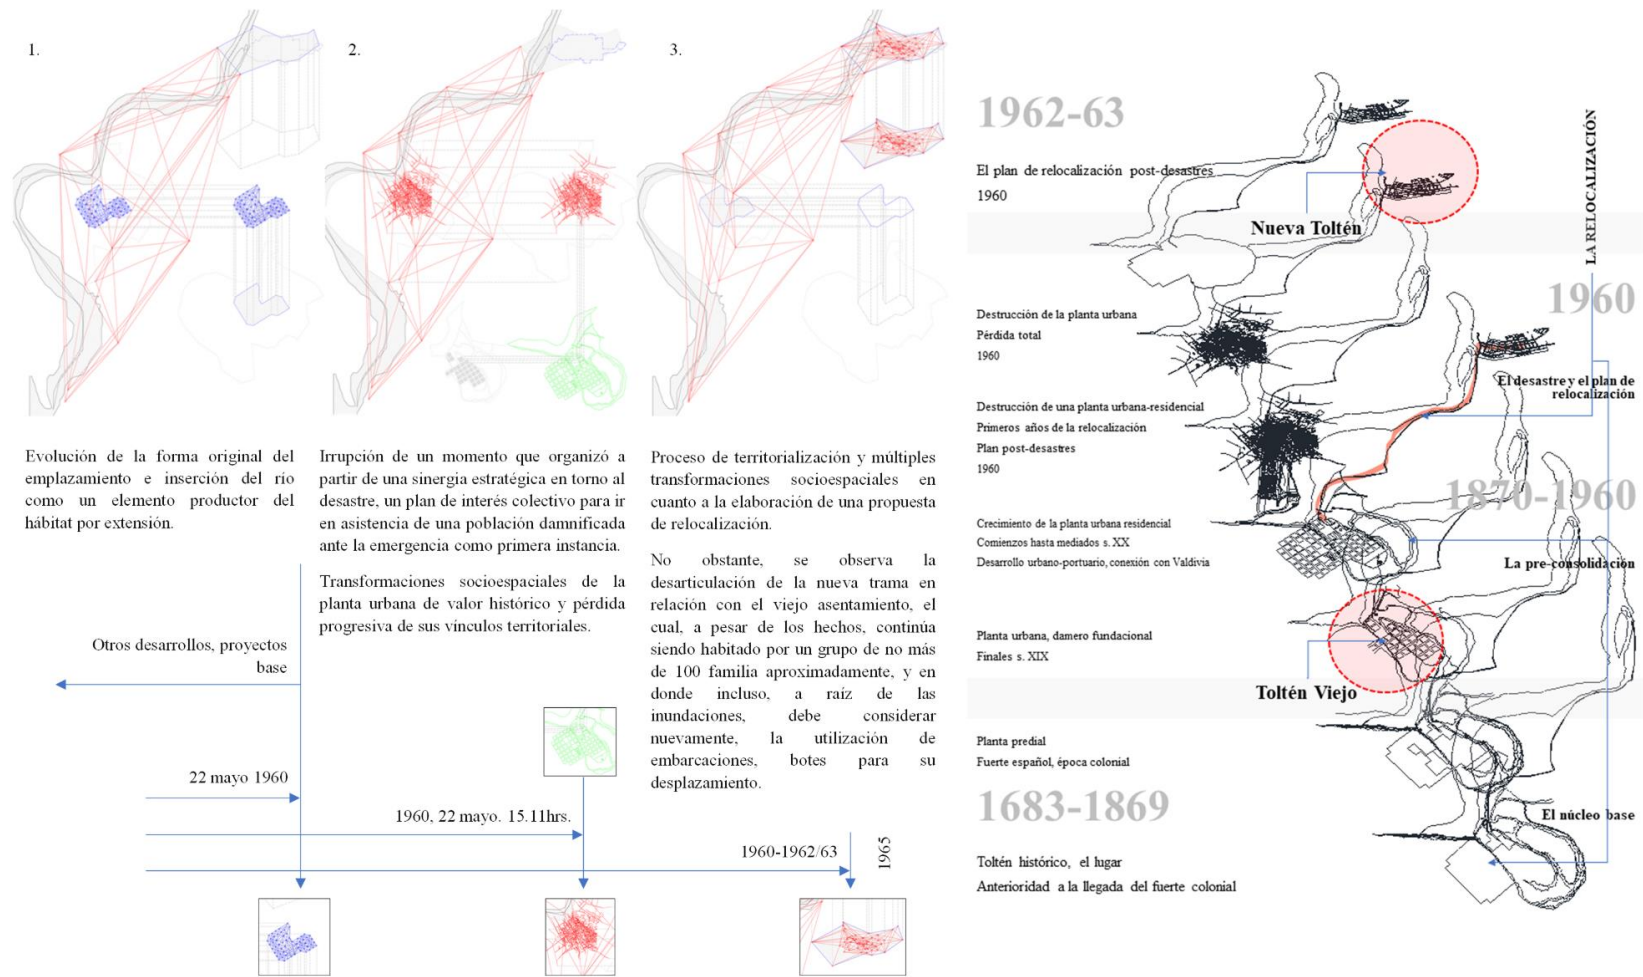 1.
2.
3.
Evolución de la forma original del
emplazamiento e inserción del río
como un elemento productor del
hábitat por extensión.
Irrupción de un momento que organizó a
partir de una sinergia estratégica en torno al
desastre, un plan de interés colectivo para ir
en asistencia de una población damnificada
ante la emergencia como primera instancia.
Transformaciones socioespaciales de la
planta urbana de valor histórico y pérdida
progresiva de sus vínculos territoriales.
Proceso de territorialización y múltiples
transformaciones socioespaciales en
cuanto a la elaboración de una propuesta
de relocalización.
No obstante, se observa la
desarticulación de la nueva trama en
relación con el viejo asentamiento, el
cual, a pesar de los hechos, continúa
siendo habitado por un grupo de no más
de 100 familia aproximadamente, y en
donde incluso, a raíz de las
inundaciones, debe considerar
nuevamente, la utilización de
embarcaciones, botes para su
desplazamiento.
Otros desarrollos, proyectos
base
22 mayo 1960
1960, 22 mayo. 15.11hrs.
1960-1962/63
1965
1962-63
El plan de relocalización post-desastres
1960
Nueva Toltén
LA RELOCALIZACIÓN
1960
Destrucción de la planta urbana
Pérdida total
1960
El desastre y el plan de
relocalización
Destrucción de una planta urbana-residencial
Primeros años de la relocalización
Plan post-desastres
1960
1870-1960
Crecimiento de la planta urbana residencial
Comienzos hasta mediados s. XX
Desarrollo urbano-portuario, conexión con Valdivia
La pre-consolidación
Planta urbana, damero fundacional
Finales s. XIX
Toltén Viejo
Planta predial
Fuerte español, época colonial
1683-1869
El núcleo base
Toltén histórico, el lugar
Anterioridad a la llegada del fuerte colonial